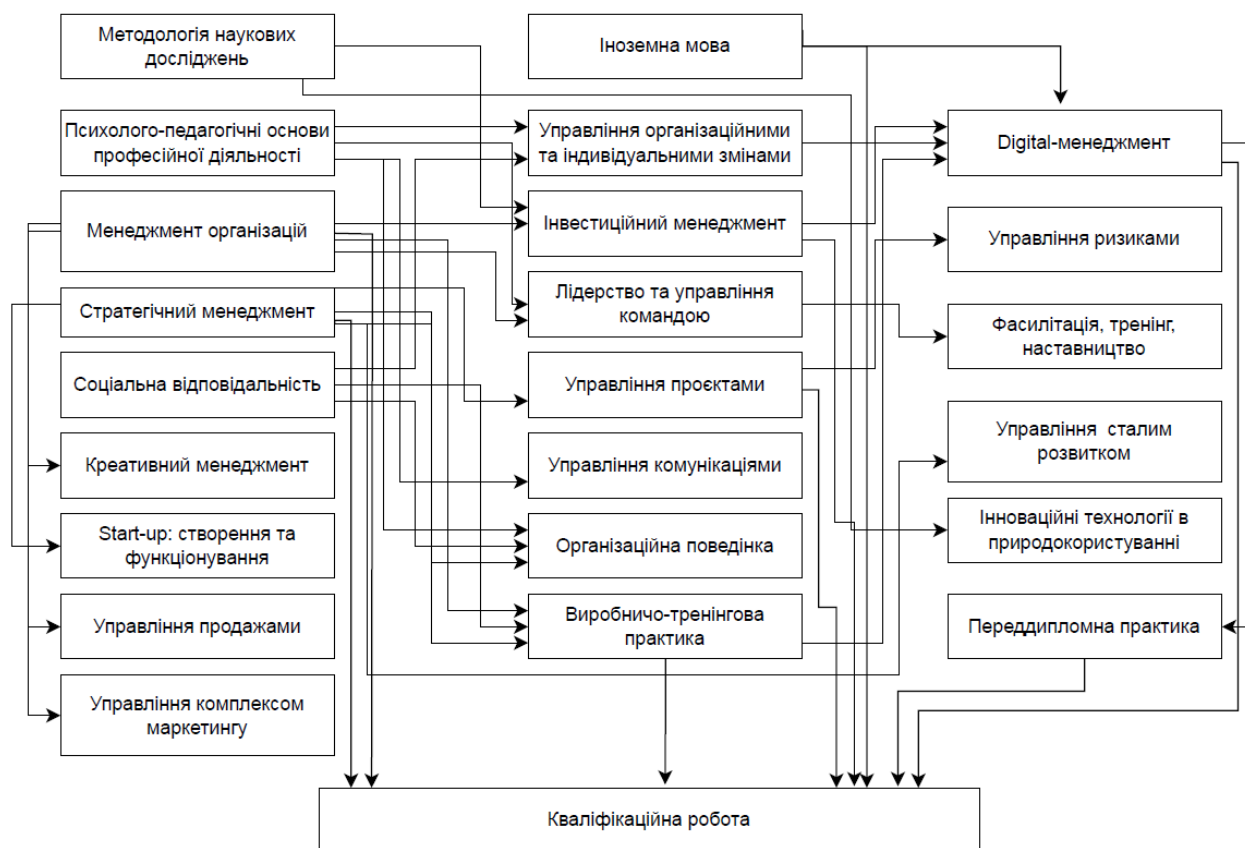 Методологія наукових
досліджень
Психолого-педагогічні основи
професійної діяльності
Менеджмент організацій
Стратегічний менеджмент
Соціальна відповідальність
Креативний менеджмент
Start-up: створення та
функціонування
Управління продажами
Управління комплексом
маркетингу
Іноземна мова
Управління організаційними
та індивідуальними змінами
Інвестиційний менеджмент
Лідерство та управління
командою
Управління проєктами
Управління комунікаціями
Організаційна поведінка
Виробничо-тренінгова
практика
Digital-менеджмент
Управління ризиками
Фасилітація, тренінг,
наставництво
Управління сталим
розвитком
Інноваційні технології в
природокористуванні
Переддипломна практика
Кваліфікаційна робота